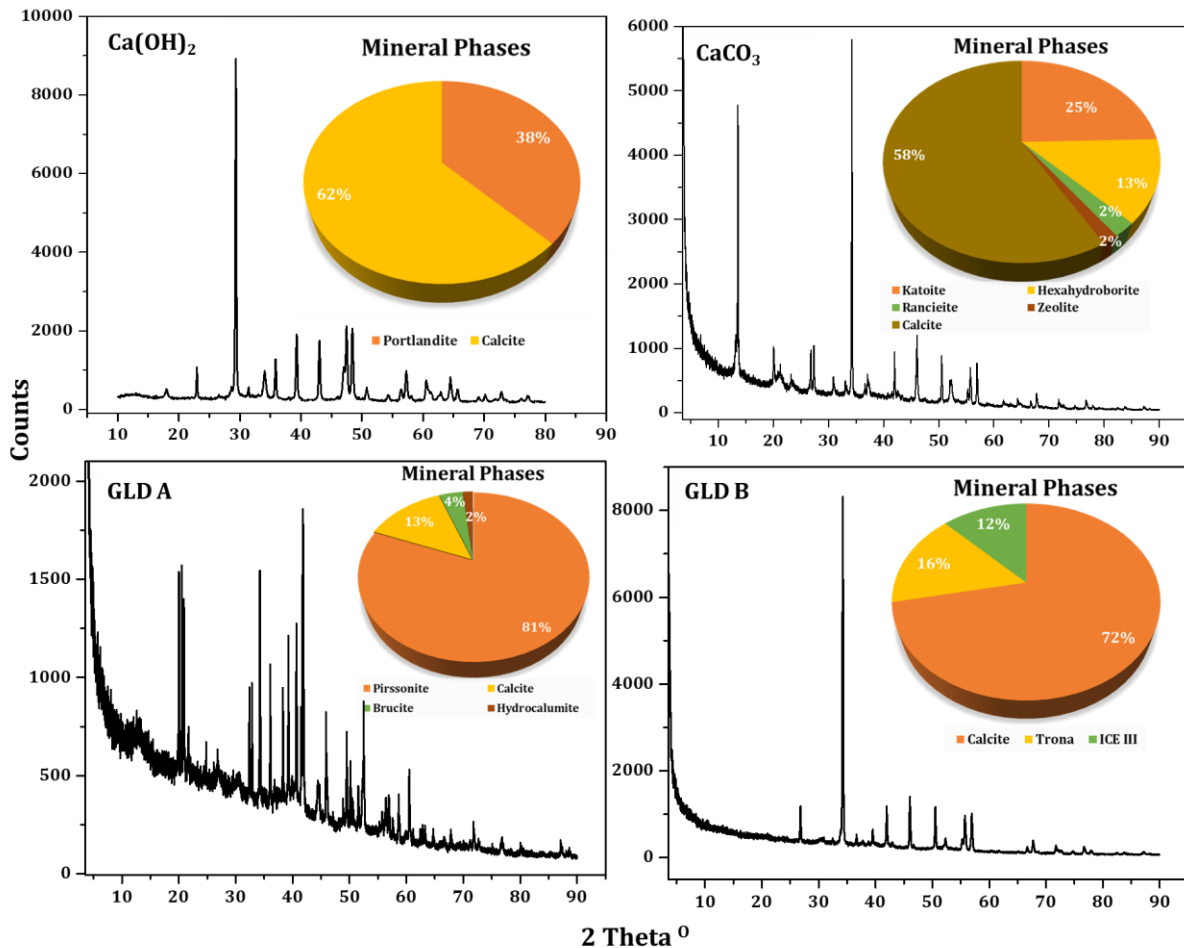 Ca(OH)2
Mineral Phases
38%
62%
Portlandite Calcite
10000
8000
6000
4000
2000
0
10 20 30 40 50 60 70 80 90
CaCO3
Mineral Phases
25%
58%
13%
2%
2%
Katoite Hexahydroborite
Rancieite Zeolite
Calcite
6000
5000
4000
3000
2000
1000
0
10 20 30 40 50 60 70 80 90
Counts
GLD A
Mineral Phases
4%
2%
13%
81%
Pirssonite Calcite
Brucite Hydrocalumite
2000
1500
1000
500
0
10 20 30 40 50 60 70 80 90
GLD B
Mineral Phases
12%
16%
72%
Calcite Trona ICE III
8000
6000
4000
2000
0
10 20 30 40 50 60 70 80 90
2 Theta O